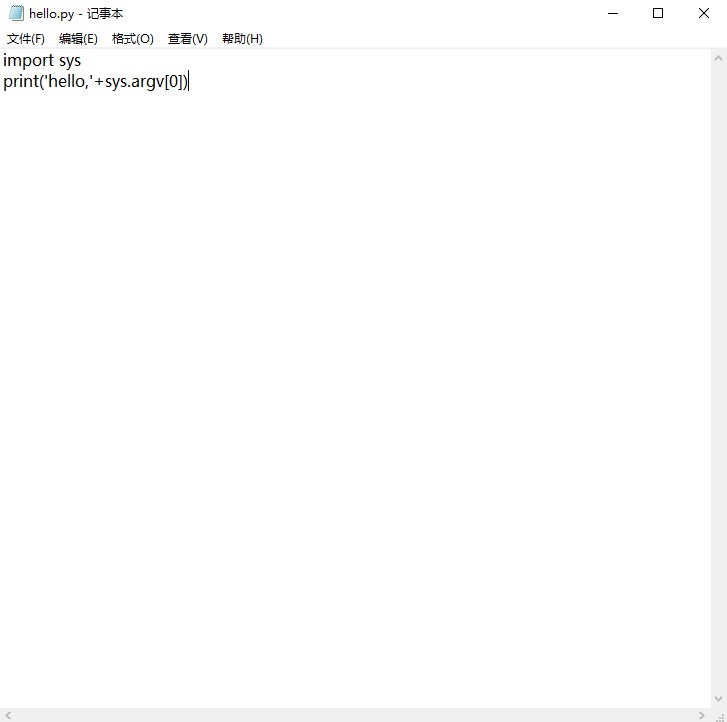 hello.py - 记事本
文件(F) 编辑(E) 格式(O) 查看(V) 帮助(H)
import sys
print('hello,'+sys.argv[0])